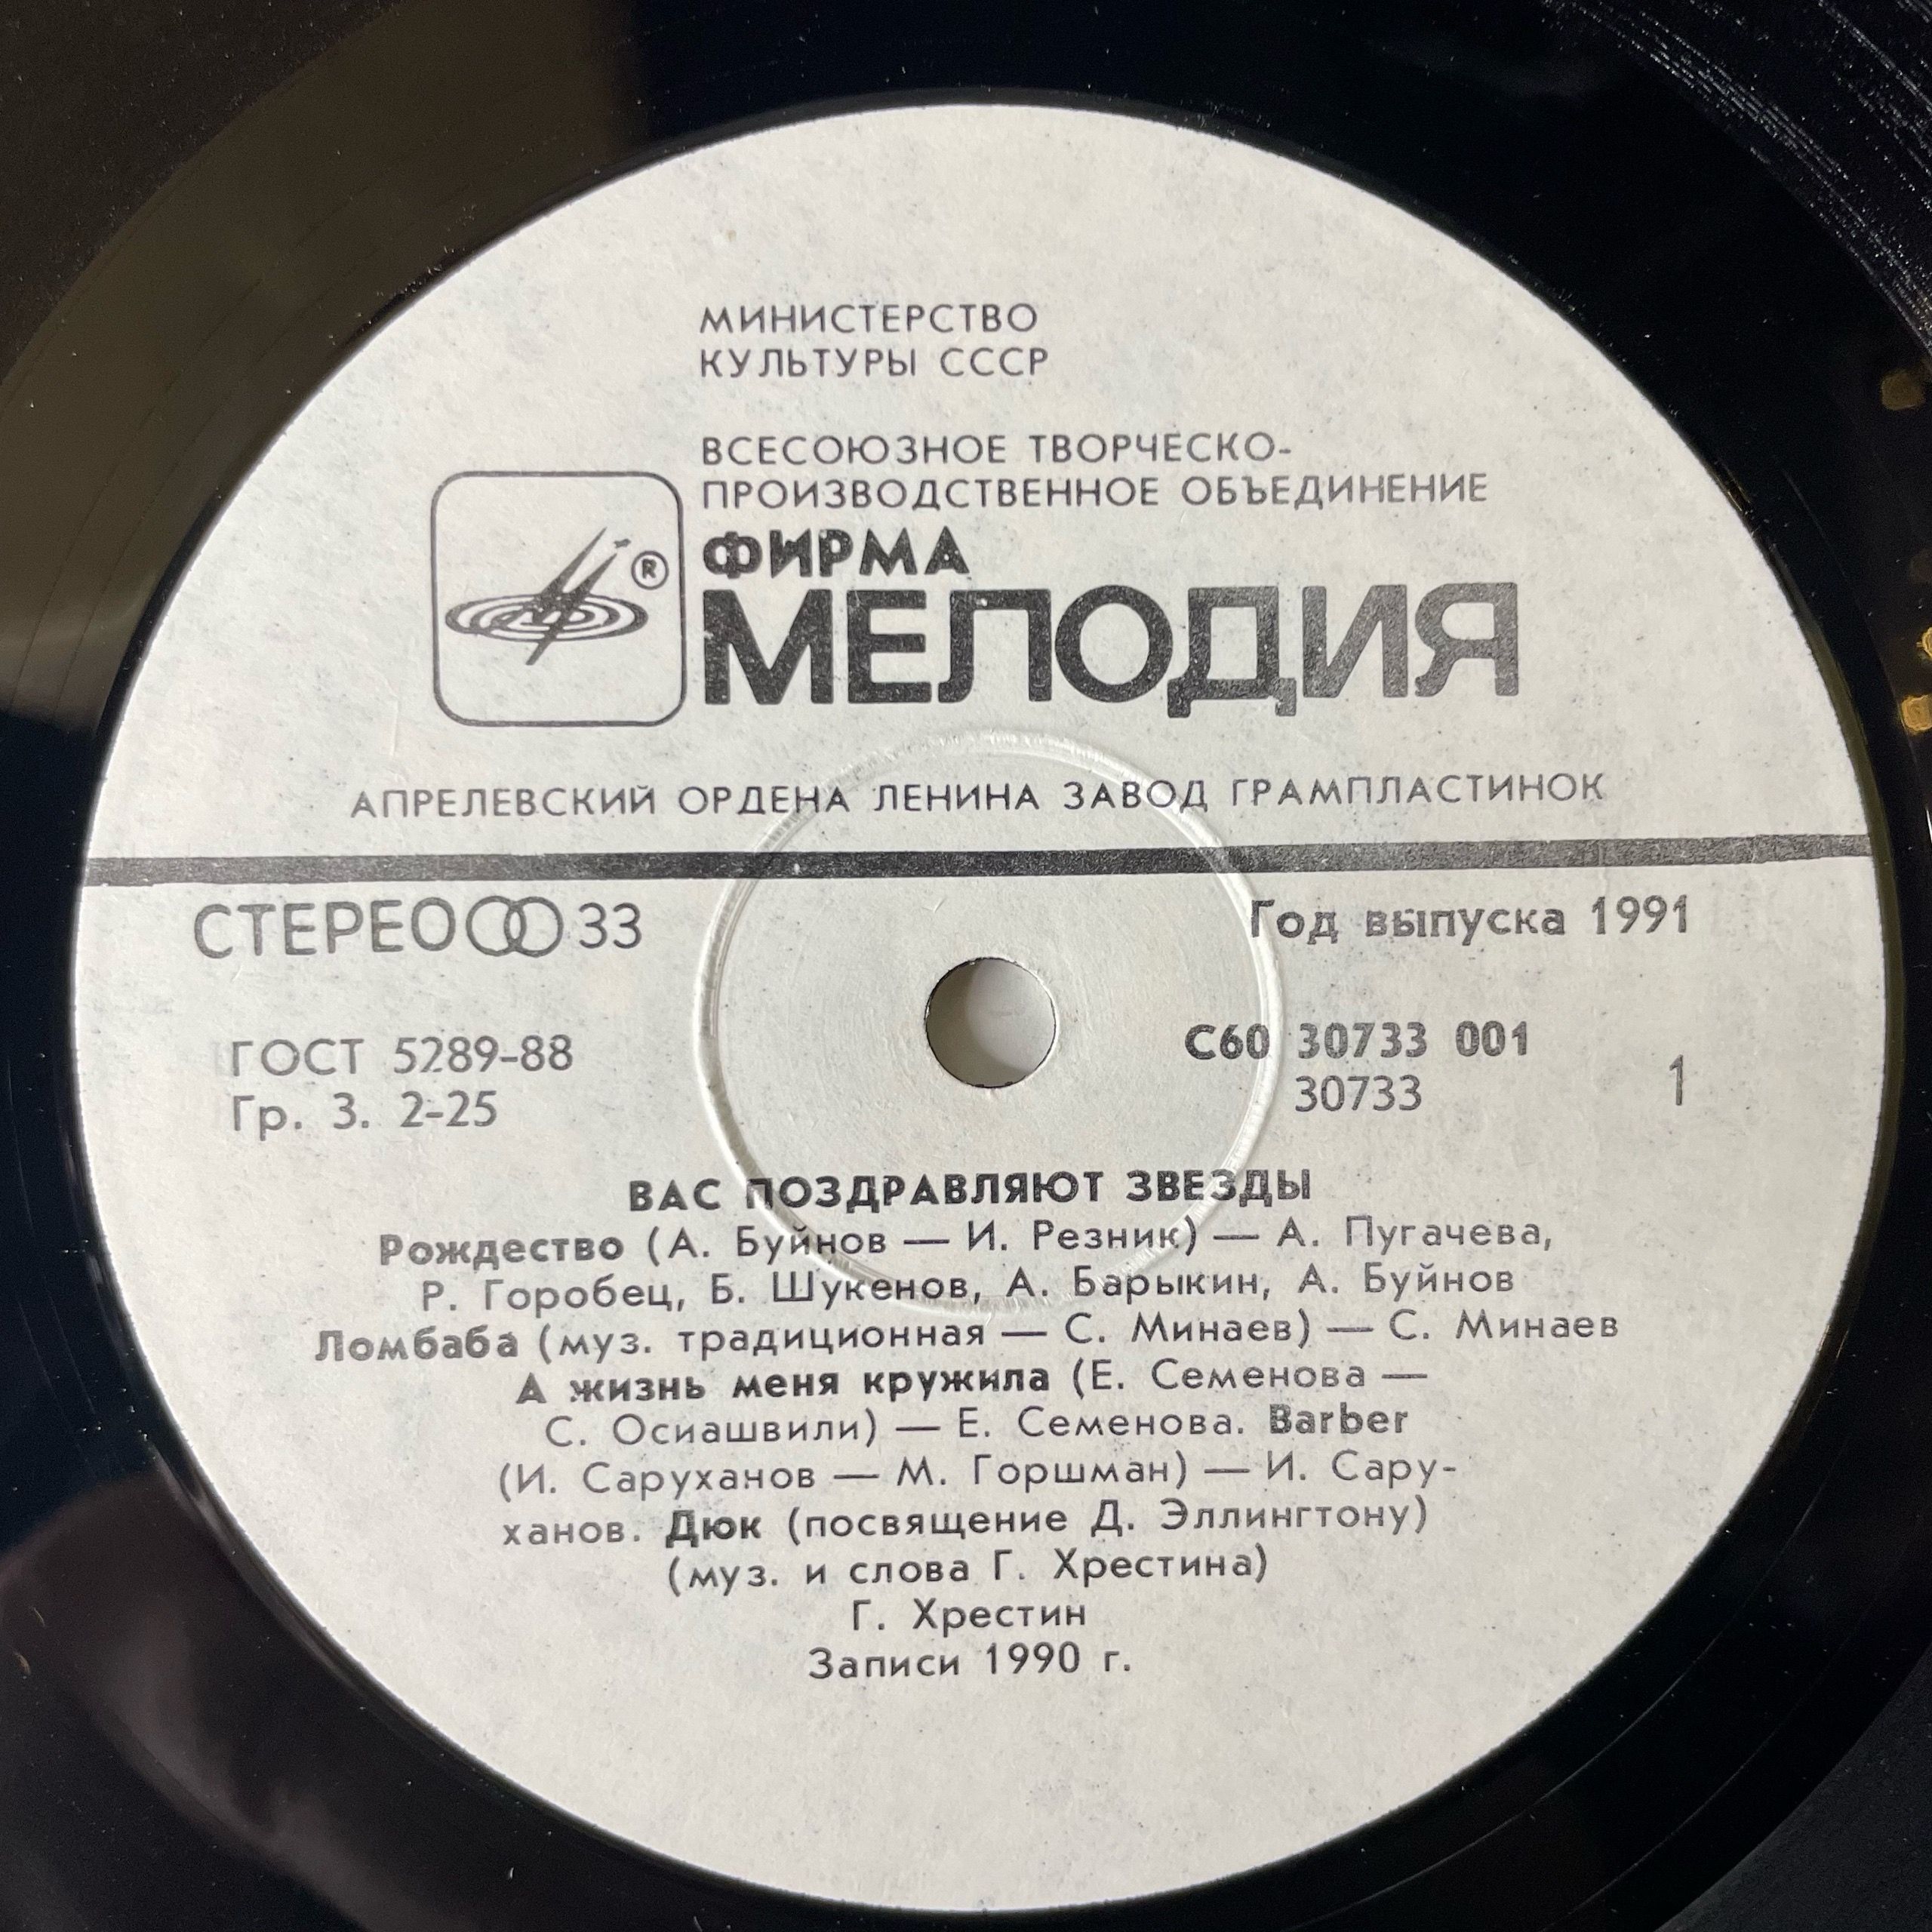 МИНИСТЕРСТВО
КУЛЬТУРЫ СССР
ВСЕСОЮЗНОЕ ТВОРЧЕСКО-
ПРОИЗВОДСТВЕННОЕ ОБЪЕДИНЕНИЕ
ФИРМА
®
МЕЛОДИЯ
АПРЕЛЕВСКИЙ ОРДЕНА ЛЕНИНА ЗАВОД ГРАМПЛАСТИНОК
СТЕРЕО 33
Год выпуска 1991
ГОСТ 5289-88
Гр. 3. 2-25
С60 30733 001
30733
1
ВАС ПОЗДРАВЛЯЮТ ЗВЕЗДЫ
Рождество (А. Буйнов — И. Резник) — А. Пугачева,
Р. Горобец, Б. Шукенов, А. Барыкин, А. Буйнов
Ломбаба (муз. традиционная — С. Минаев) — С. Минаев
А жизнь меня кружила (Е. Семенова —
С. Осиашвили) — Е. Семенова. Barber
(И. Саруханов — М. Горшман) — И. Сару-
ханов. Дюк (посвящение Д. Эллингтону)
(муз. и слова Г. Хрестина)
Г. Хрестин
Записи 1990 г.